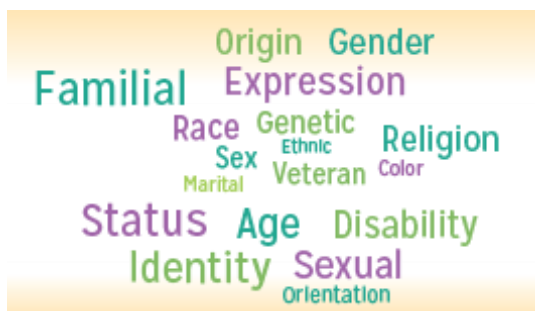 Origin Gender
Familial Expression
Race Genetic
Ethnic Religion
Sex
Veteran Color
Marital
Status Age Disability
Identity Sexual
Orientation